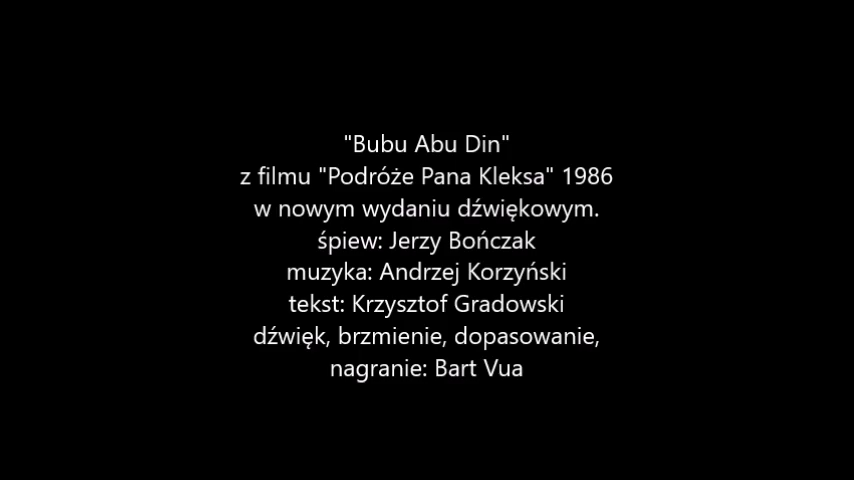 "Bubu Abu Din"
z filmu "Podróże Pana Kleksa" 1986
w nowym wydaniu dźwiękowym.
śpiew: Jerzy Bończak
muzyka: Andrzej Korzyński
tekst: Krzysztof Gradowski
dźwięk, brzmienie, dopasowanie,
nagranie: Bart Vua